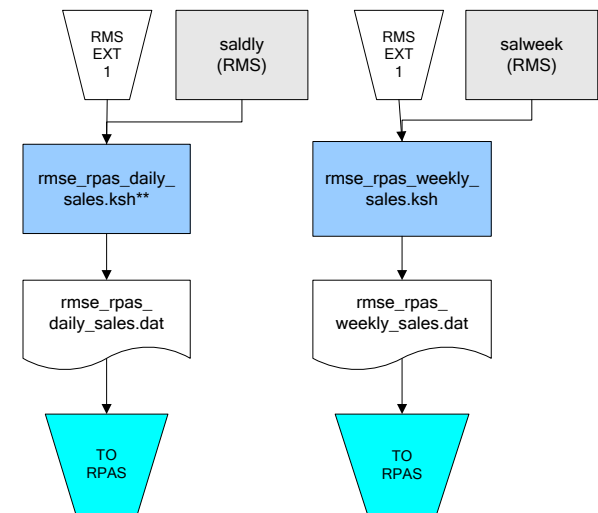 RMS
EXT
1
saldly
(RMS)
RMS
EXT
1
salweek
(RMS)
rmse_rpas_daily_
sales.ksh**
rmse_rpas_weekly_
sales.ksh
rmse_rpas_
daily_sales.dat
rmse_rpas_
weekly_sales.dat
TO
RPAS
TO
RPAS